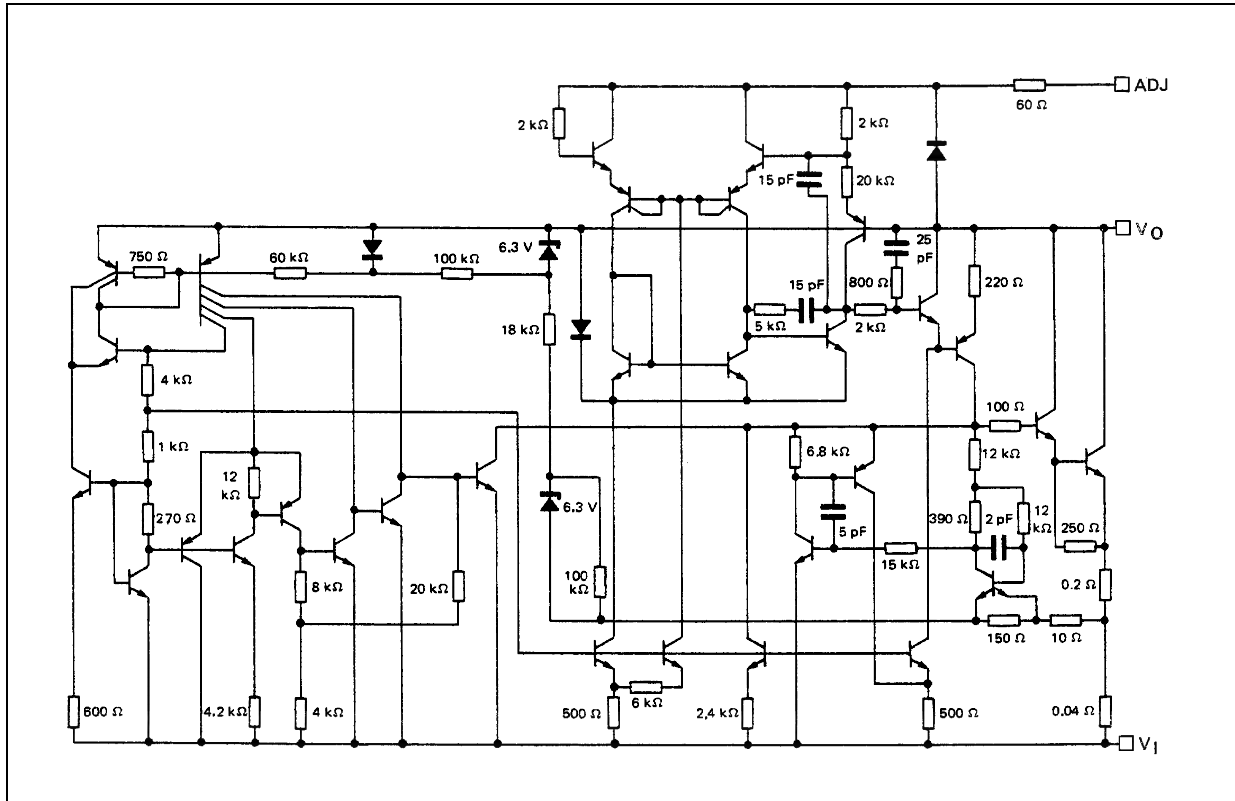 ADJ
60 Ω
2 kΩ
2 kΩ
15 pF
20 kΩ
V_O
750 Ω
60 kΩ
6.3 V
100 kΩ
25 pF
15 pF
800 Ω
220 Ω
18 kΩ
5 kΩ
2 kΩ
4 kΩ
100 Ω
1 kΩ
6.8 kΩ
12 kΩ
12 kΩ
6.3 V
270 Ω
5 pF
390 Ω
2 pF
12 kΩ
250 Ω
15 kΩ
8 kΩ
20 kΩ
100 kΩ
0.2 Ω
150 Ω
10 Ω
6 kΩ
600 Ω
4.2 kΩ
4 kΩ
500 Ω
2,4 kΩ
500 Ω
0.04 Ω
V_I